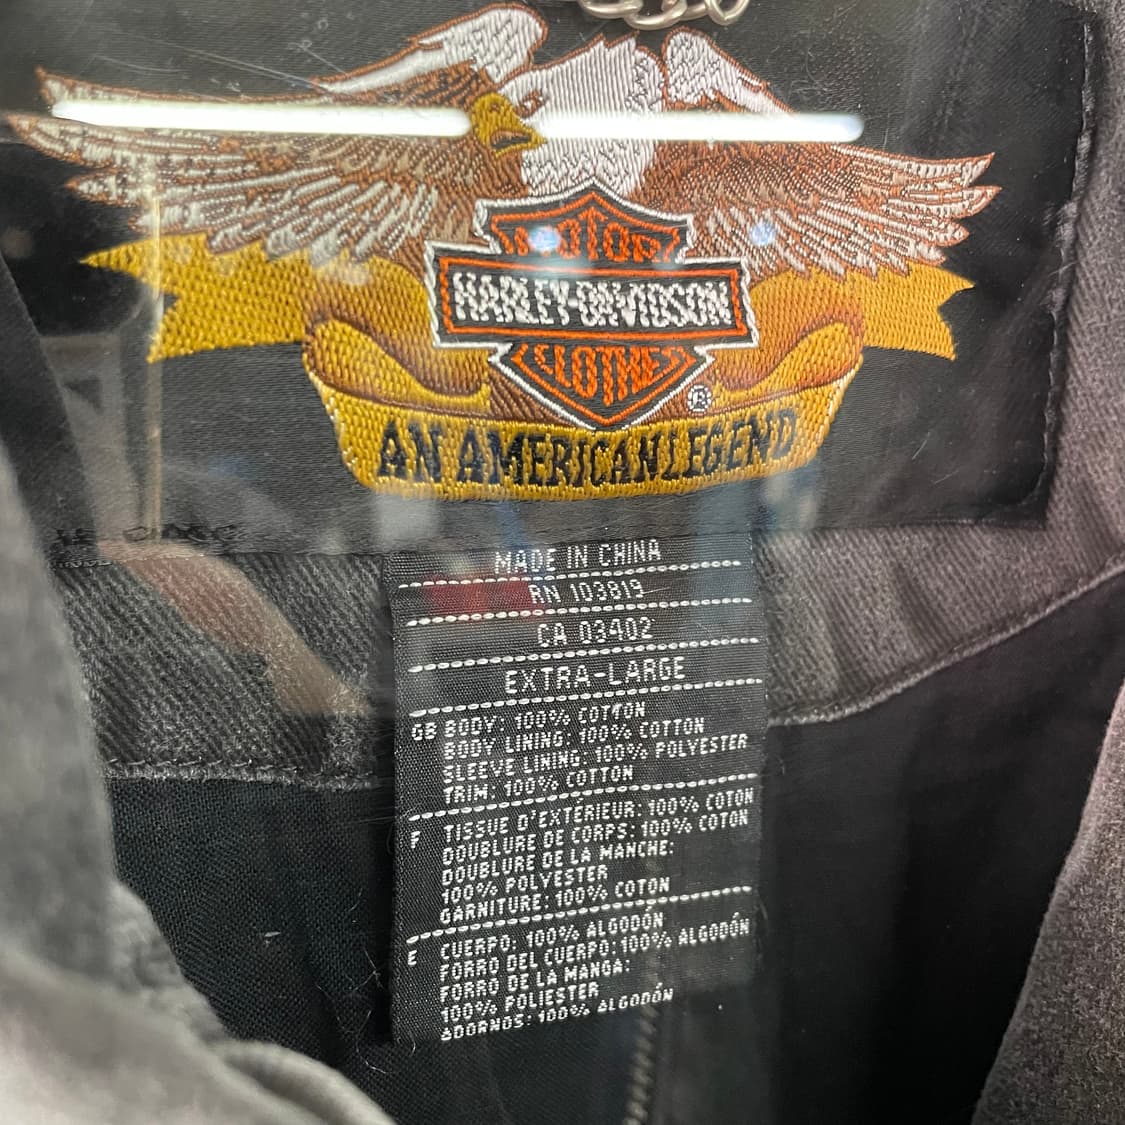 MOTOR
HARLEY-DAVIDSON
CLOTHES
®
AN AMERICAN LEGEND
MADE IN CHINA
RN 103819
CA 03402
EXTRA-LARGE
GB BODY: 100% COTTON
BODY LINING: 100% COTTON
SLEEVE LINING: 100% POLYESTER
TRIM: 100% COTTON
F TISSUE D'EXTÉRIEUR: 100% COTON
DOUBLURE DE CORPS: 100% COTON
DOUBLURE DE LA MANCHE:
100% POLYESTER
GARNITURE: 100% COTON
E CUERPO: 100% ALGODÓN
FORRO DEL CUERPO: 100% ALGODÓN
FORRO DE LA MANGA:
100% POLIESTER
ADORNOS: 100% ALGODÓN